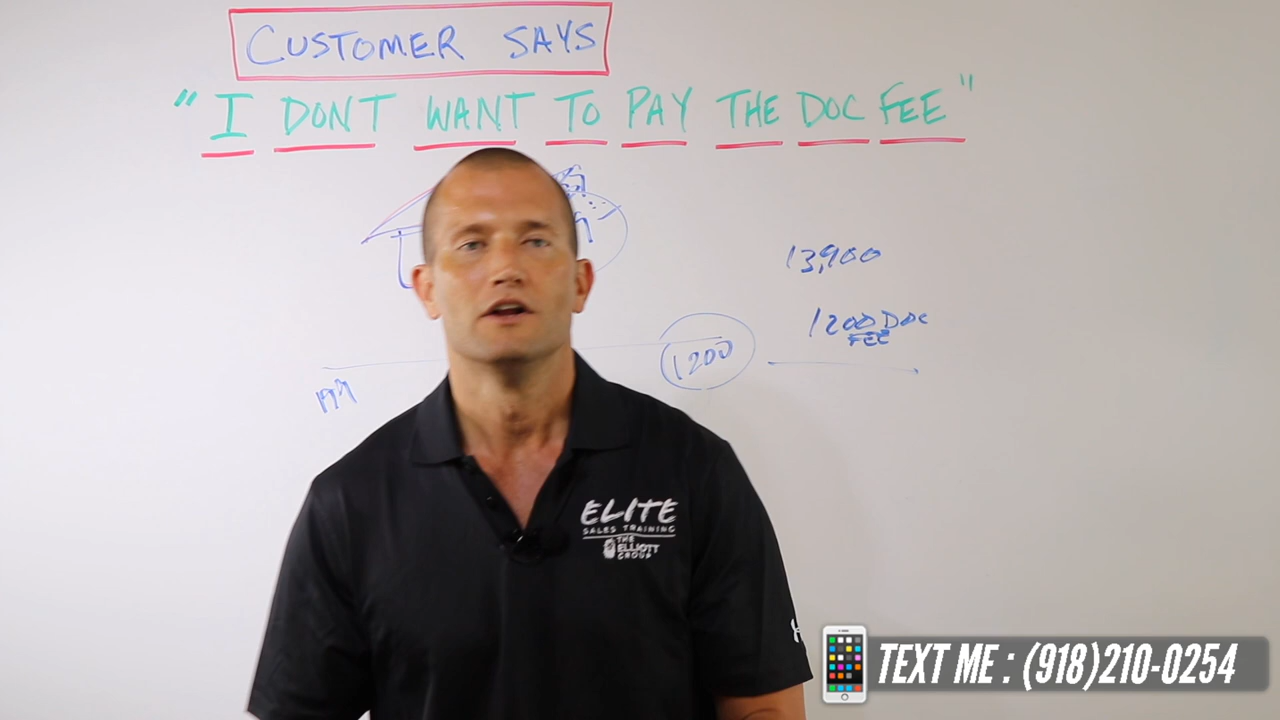 CUSTOMER SAYS
"I DONT WANT TO PAY THE DOC FEE"
13,900
1200 DOC
FEE
1200
199
ELITE
SALES TRAINING
THE
ELLIOTT
GROUP
TEXT ME : (918)210-0254